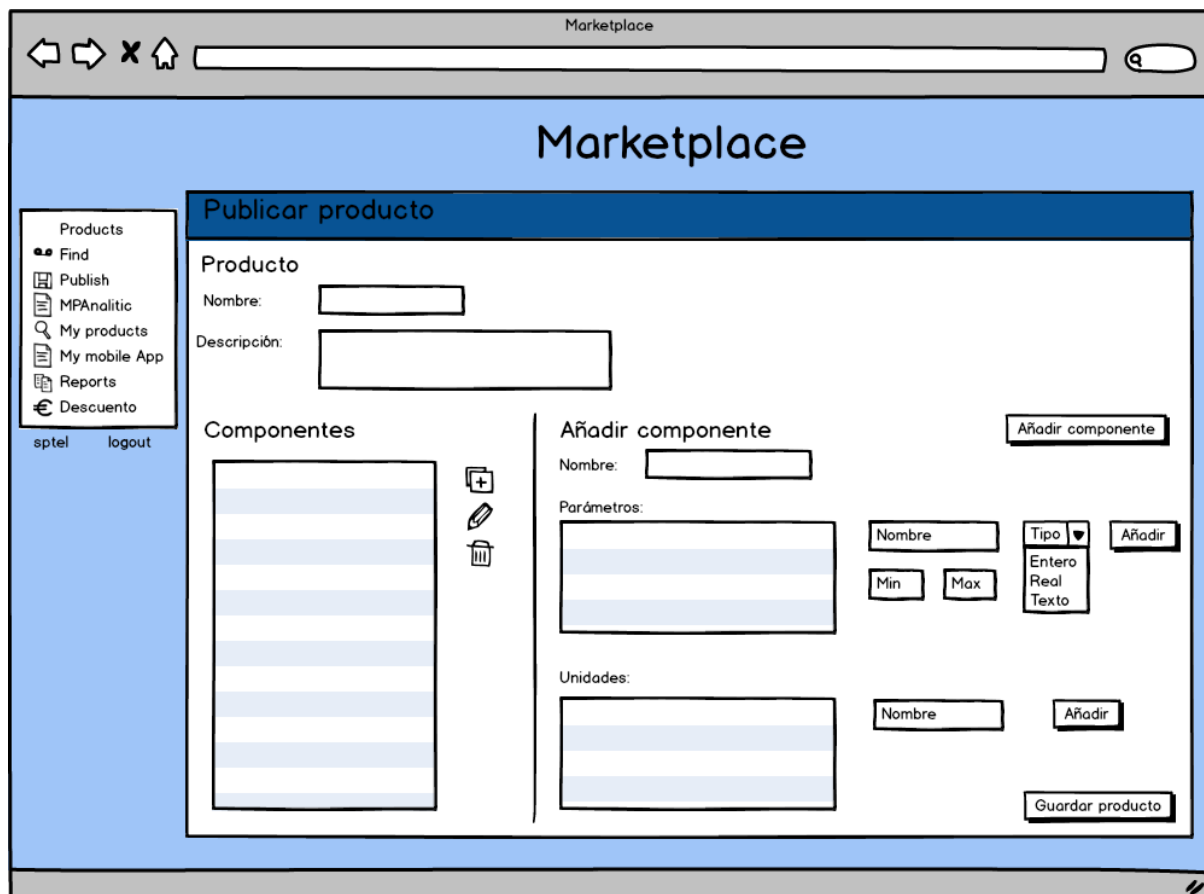 Marketplace
Marketplace
Products
Find
Publish
MPAnalitic
My products
My mobile App
Reports
Descuento
sptel logout
Publicar producto
Producto
Nombre:
Descripción:
Componentes
Añadir componente
Añadir componente
Nombre:
Parámetros:
Nombre
Tipo
Añadir
Min
Max
Entero
Real
Texto
Unidades:
Nombre
Añadir
Guardar producto